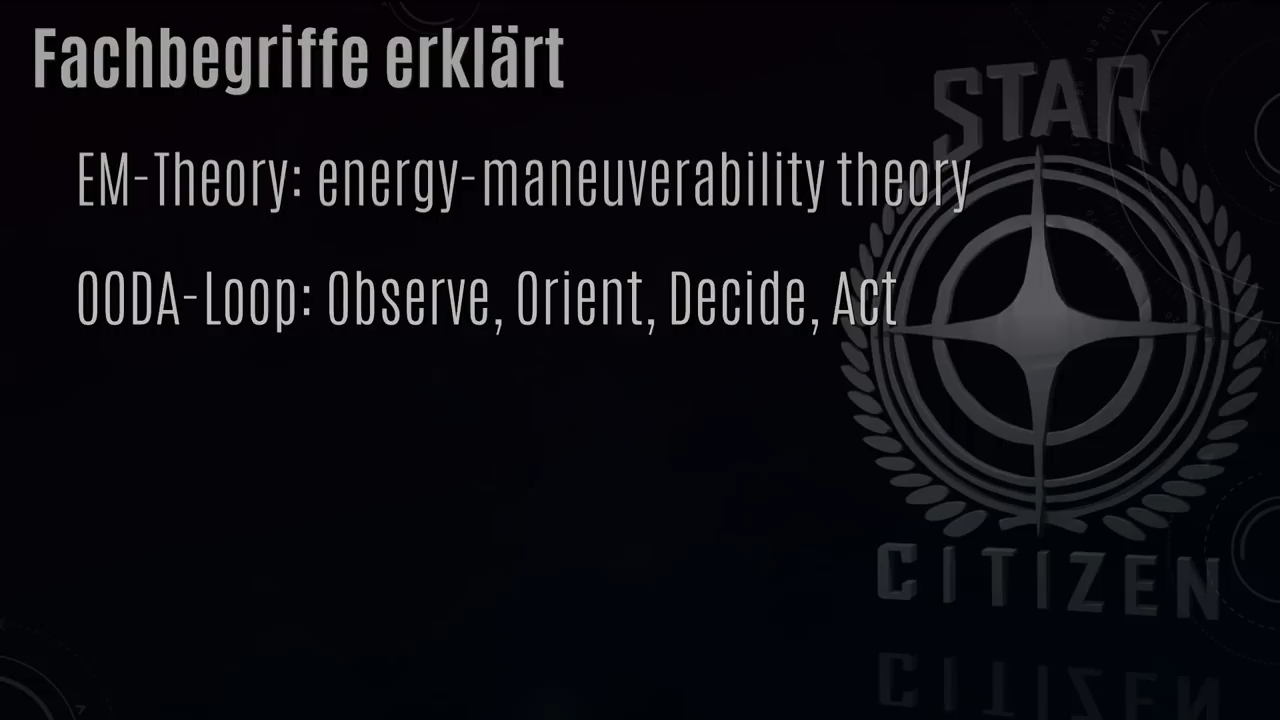 Fachbegriffe erklärt
EM-Theory: energy-maneuverability theory
OODA-Loop: Observe, Orient, Decide, Act
STAR
CITIZEN